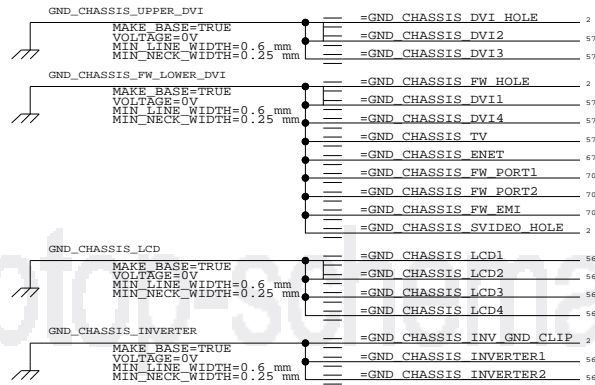 GND_CHASSIS_UPPER_DVI
MAKE_BASE=TRUE
VOLTAGE=0V
MIN_LINE_WIDTH=0.6 mm
MIN_NECK_WIDTH=0.25 mm
=GND_CHASSIS_DVI_HOLE 2
=GND_CHASSIS_DVI2 57
=GND_CHASSIS_DVI3 57
GND_CHASSIS_FW_LOWER_DVI
MAKE_BASE=TRUE
VOLTAGE=0V
MIN_LINE_WIDTH=0.6 mm
MIN_NECK_WIDTH=0.25 mm
=GND_CHASSIS_FW_HOLE 2
=GND_CHASSIS_DVI1 57
=GND_CHASSIS_DVI4 57
=GND_CHASSIS_TV 57
=GND_CHASSIS_ENET 67
=GND_CHASSIS_FW_PORT1 70
=GND_CHASSIS_FW_PORT2 70
=GND_CHASSIS_FW_EMI 70
=GND_CHASSIS_SVIDEO_HOLE 2
GND_CHASSIS_LCD
MAKE_BASE=TRUE
VOLTAGE=0V
MIN_LINE_WIDTH=0.6 mm
MIN_NECK_WIDTH=0.25 mm
=GND_CHASSIS_LCD1 56
=GND_CHASSIS_LCD2 56
=GND_CHASSIS_LCD3 56
=GND_CHASSIS_LCD4 56
GND_CHASSIS_INVERTER
MAKE_BASE=TRUE
VOLTAGE=0V
MIN_LINE_WIDTH=0.6 mm
MIN_NECK_WIDTH=0.25 mm
=GND_CHASSIS_INV_GND_CLIP 2
=GND_CHASSIS_INVERTER1 56
=GND_CHASSIS_INVERTER2 56